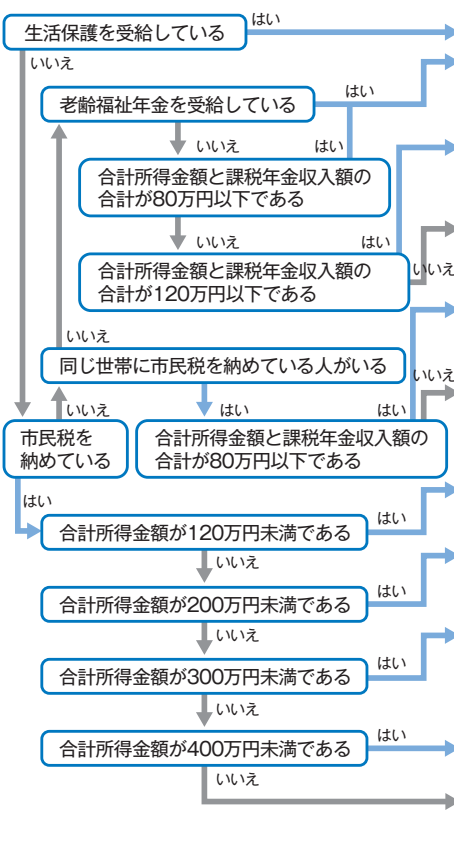 生活保護を受給している
はい
いいえ
老齢福祉年金を受給している
はい
いいえ
はい
合計所得金額と課税年金収入額の
合計が80万円以下である
いいえ
はい
合計所得金額と課税年金収入額の
合計が120万円以下である
いいえ
いいえ
同じ世帯に市民税を納めている人がいる
いいえ
いいえ
はい
はい
市民税を
納めている
合計所得金額と課税年金収入額の
合計が80万円以下である
はい
合計所得金額が120万円未満である
はい
いいえ
合計所得金額が200万円未満である
はい
いいえ
合計所得金額が300万円未満である
はい
いいえ
合計所得金額が400万円未満である
はい
いいえ